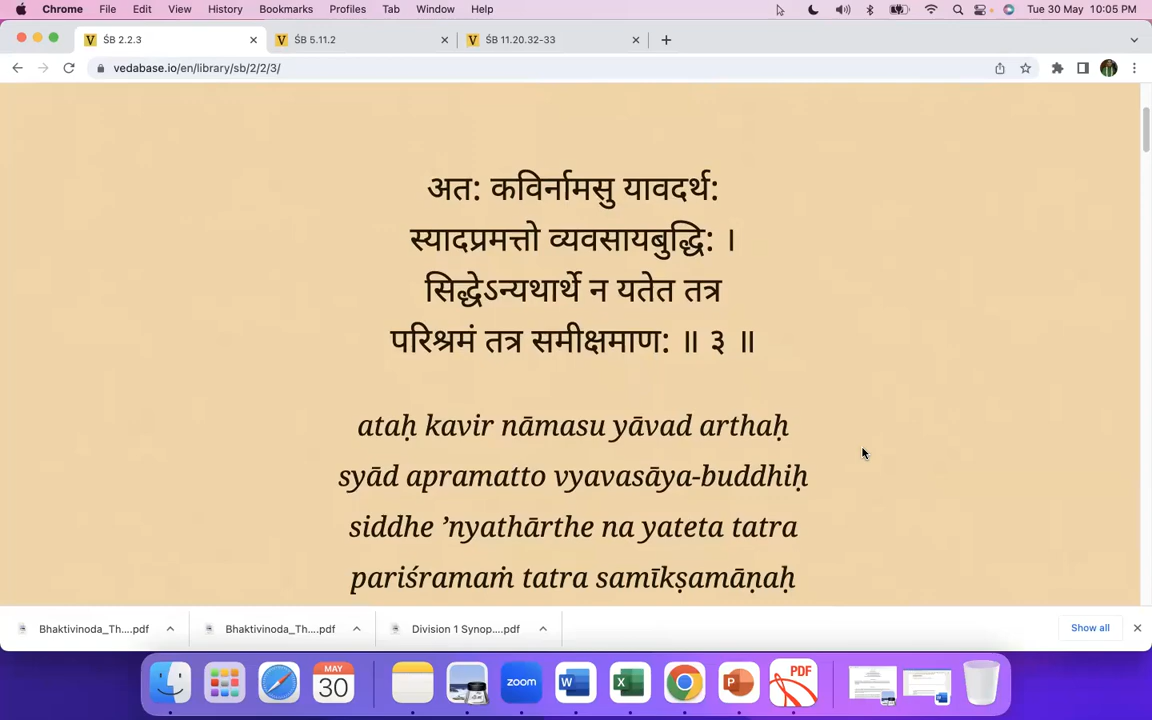 Chrome File Edit View History Bookmarks Profiles Tab Window Help Tue 30 May 10:05 PM
ŚB 2.2.3 ŚB 5.11.2 ŚB 11.20.32-33
vedabase.io/en/library/sb/2/2/3/
अत: कविर्नामसु यावदर्थ:
स्यादप्रमत्तो व्यवसायबुद्धि: ।
सिद्धेऽन्यथार्थे न यतेत तत्र
परिश्रमं तत्र समीक्षमाण: ॥ ३ ॥
ataḥ kavir nāmasu yāvad arthaḥ
syād apramatto vyavasāya-buddhiḥ
siddhe ’nyathārthe na yateta tatra
pariśramaṁ tatra samīkṣamāṇaḥ
Bhaktivinoda_Th....pdf Bhaktivinoda_Th....pdf Division 1 Synop....pdf Show all
MAY
30
zoom
PDF